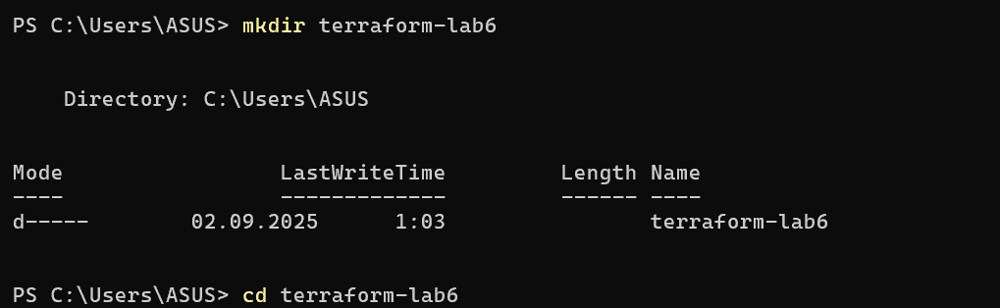 PS C:\Users\ASUS> mkdir terraform-lab6
Directory: C:\Users\ASUS
Mode LastWriteTime Length Name
---- ------------- ------ ----
d----- 02.09.2025 1:03 terraform-lab6
PS C:\Users\ASUS> cd terraform-lab6